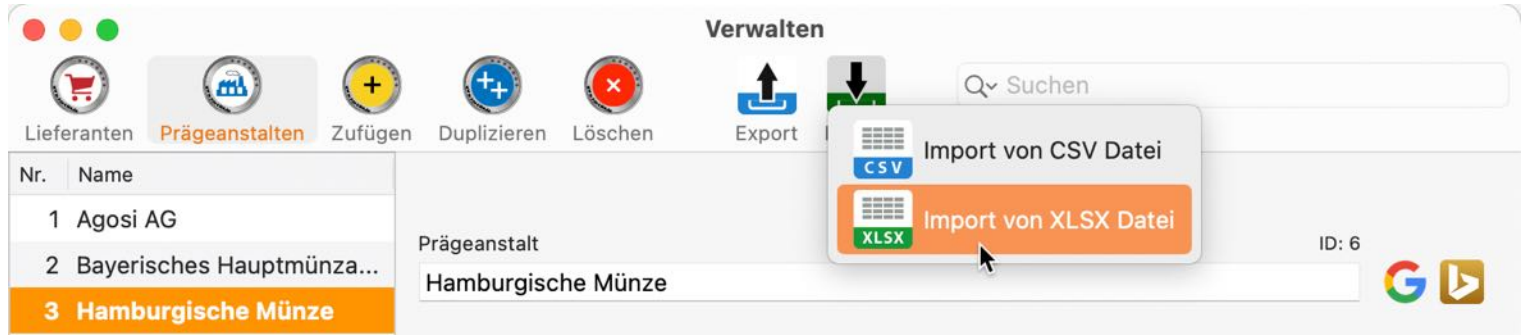 Verwalten
Lieferanten Prägeanstalten Zufügen Duplizieren Löschen Export
Suchen
CSV Import von CSV Datei
XLSX Import von XLSX Datei
Nr. Name
1 Agosi AG
2 Bayerisches Hauptmünza...
3 Hamburgische Münze
Prägeanstalt ID: 6
Hamburgische Münze